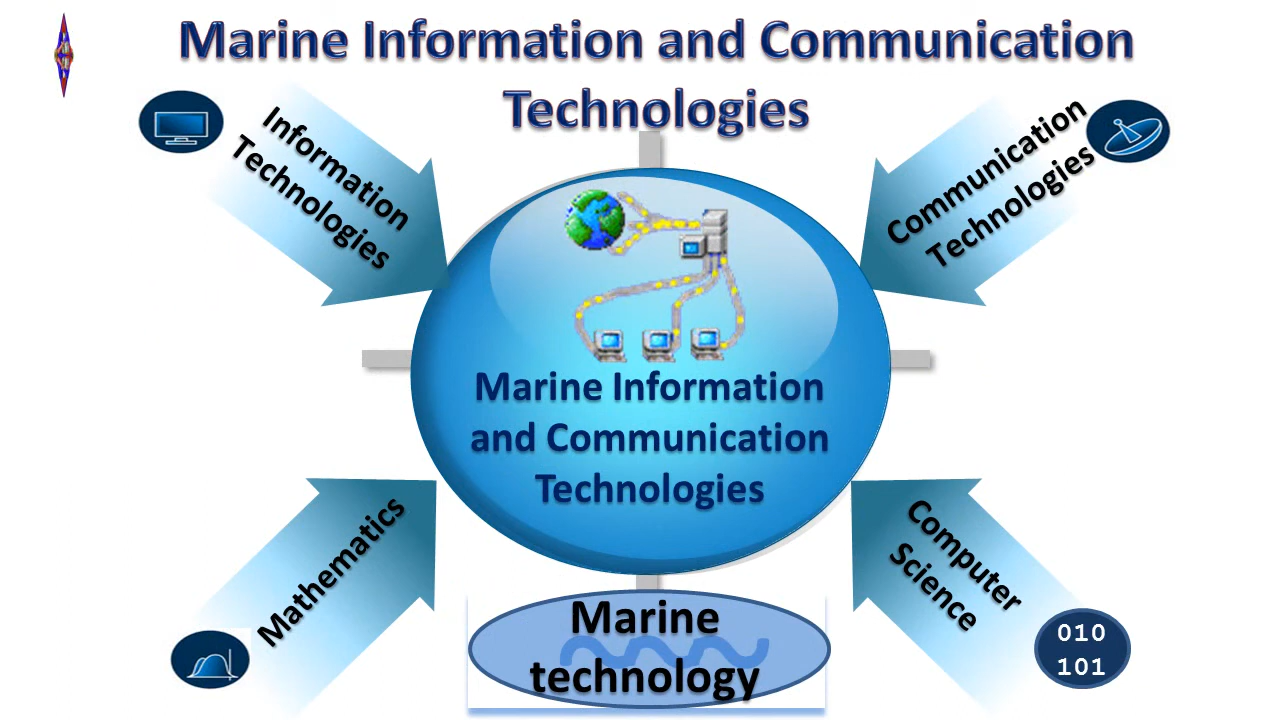 Marine Information and Communication
Technologies
Information
Technologies
Communication
Technologies
Marine Information
and Communication
Technologies
Mathematics
Computer
Science
Marine
technology
010
101